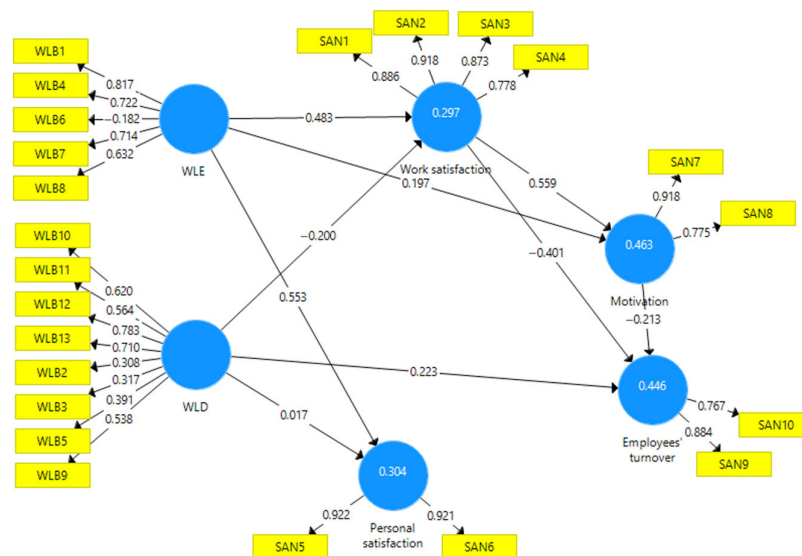 WLB1
WLB4
WLB6
WLB7
WLB8
0.817
0.722
−0.182
0.714
0.632
WLE
SAN1
SAN2
SAN3
SAN4
0.886
0.918
0.873
0.778
0.297
Work satisfaction
0.483
0.197
0.559
−0.401
−0.200
0.553
SAN7
SAN8
0.918
0.775
0.463
Motivation
−0.213
WLB10
WLB11
WLB12
WLB13
WLB2
WLB3
WLB5
WLB9
0.620
0.564
0.783
0.710
0.308
0.317
0.391
0.538
WLD
0.223
0.017
0.446
Employees'
turnover
0.767
0.884
SAN10
SAN9
0.304
Personal
satisfaction
0.922
0.921
SAN5
SAN6